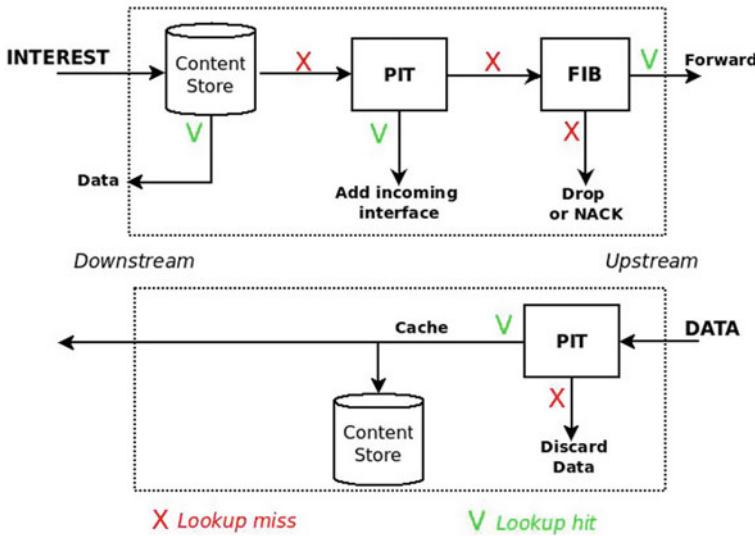 INTEREST
Content
Store
X
PIT
X
FIB
V
Forward
V
V
X
Data
Add incoming
interface
Drop
or NACK
Downstream
Upstream
Cache
V
PIT
DATA
X
Content
Store
Discard
Data
X Lookup miss
V Lookup hit